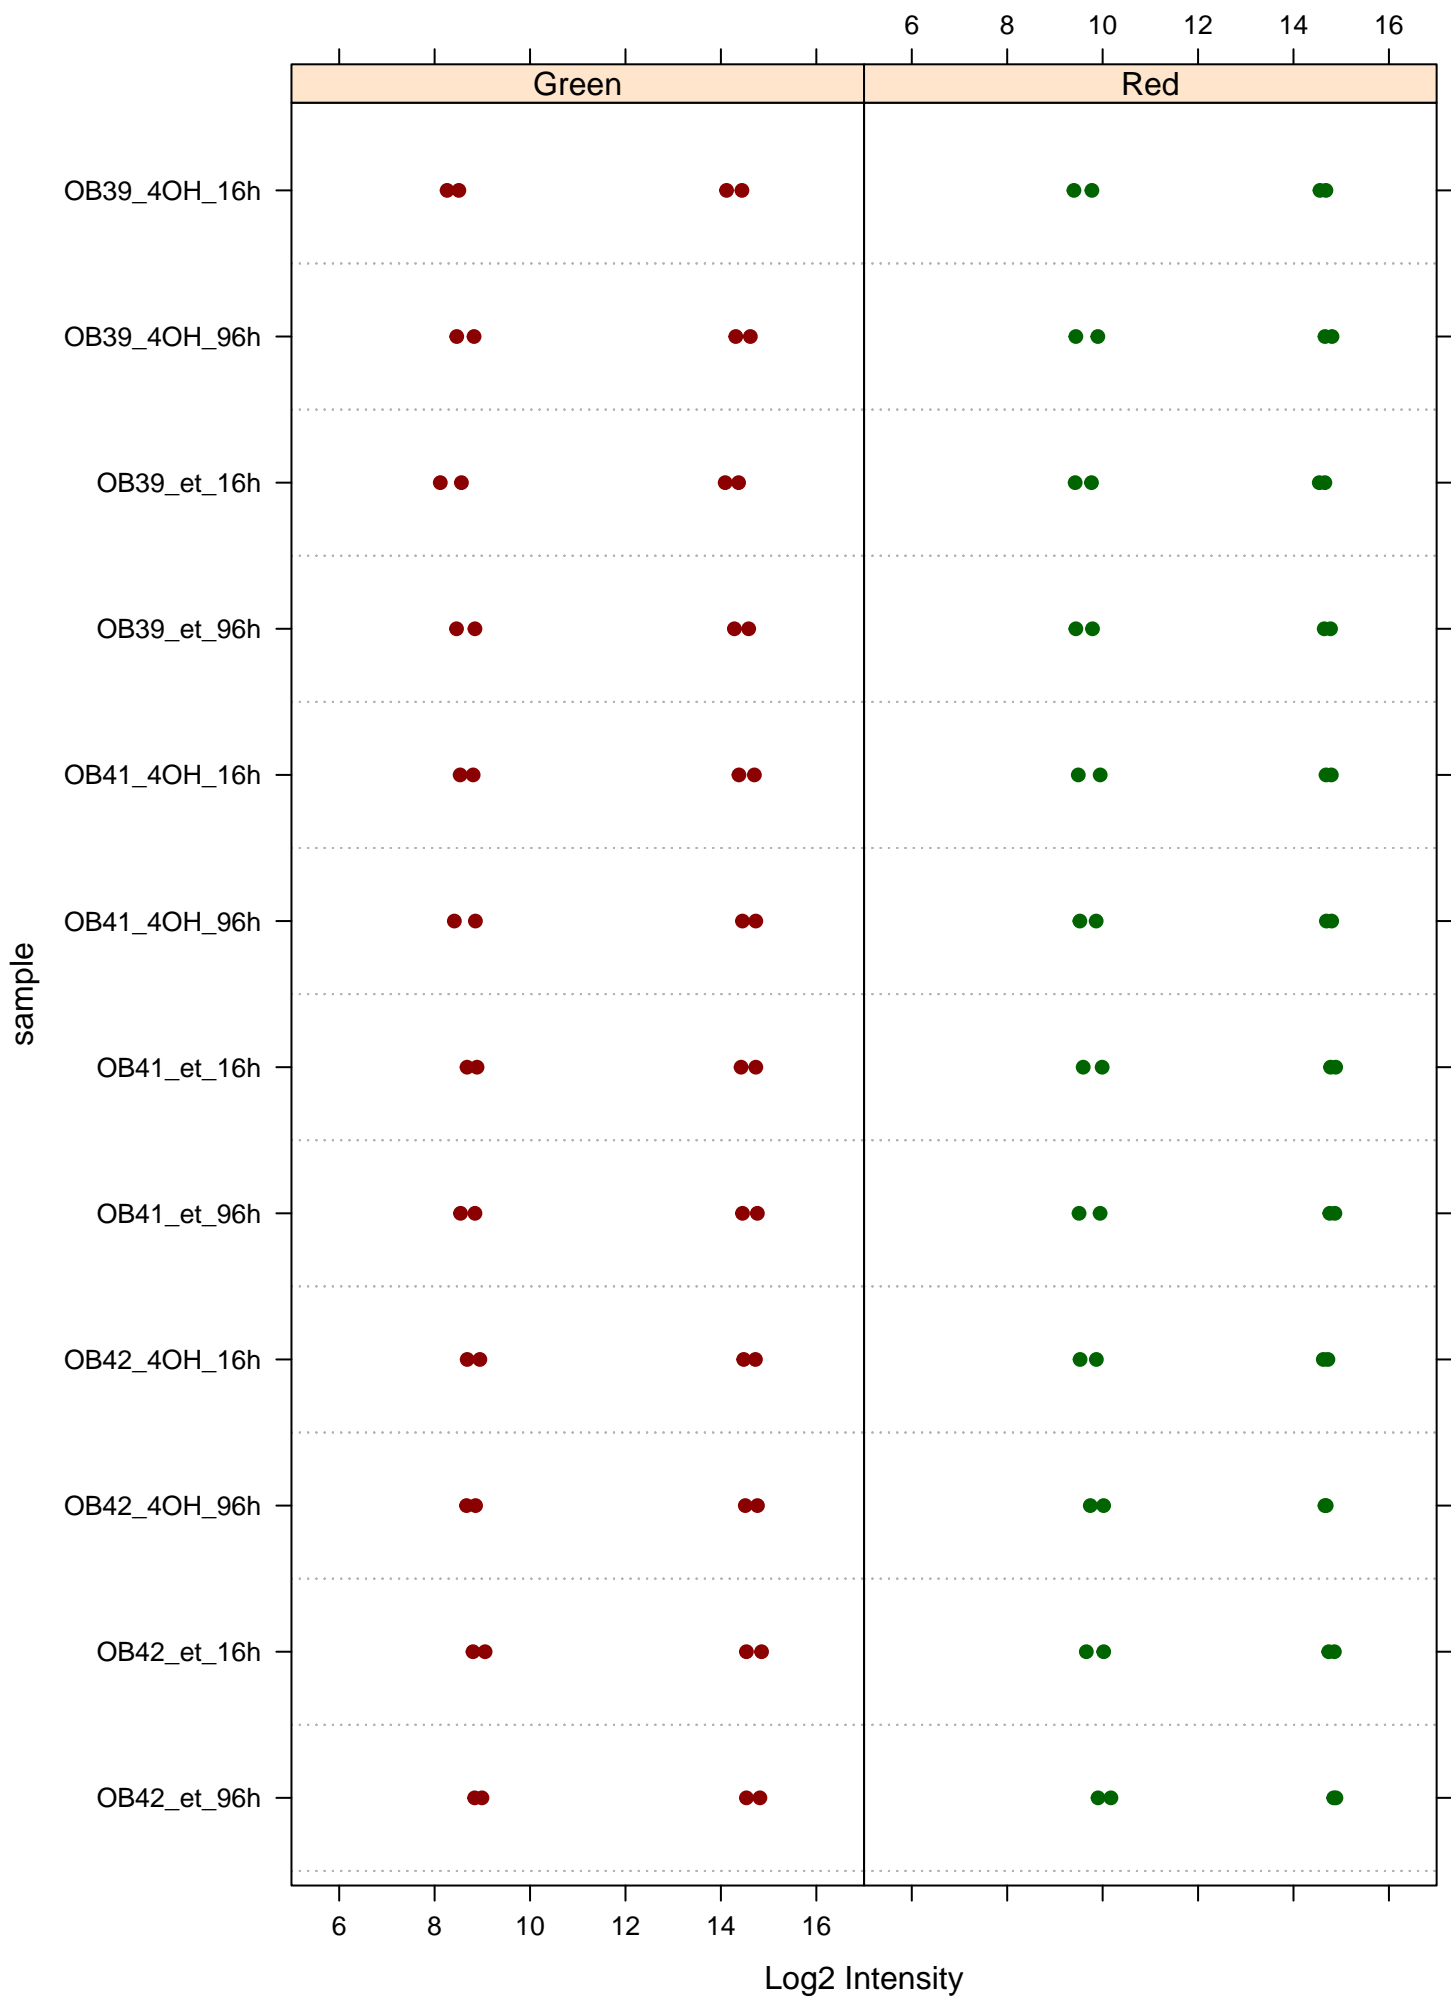 6 8 10 12 14 16
Green Red
OB39_4OH_16h
OB39_4OH_96h
OB39_et_16h
OB39_et_96h
OB41_4OH_16h
OB41_4OH_96h
sample
OB41_et_16h
OB41_et_96h
OB42_4OH_16h
OB42_4OH_96h
OB42_et_16h
OB42_et_96h
6 8 10 12 14 16
Log2 Intensity